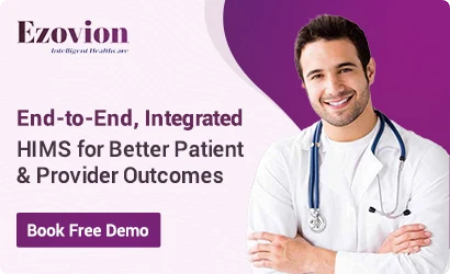 Ezovion
Intelligent Healthcare
End-to-End, Integrated
HIMS for Better Patient
& Provider Outcomes
Book Free Demo